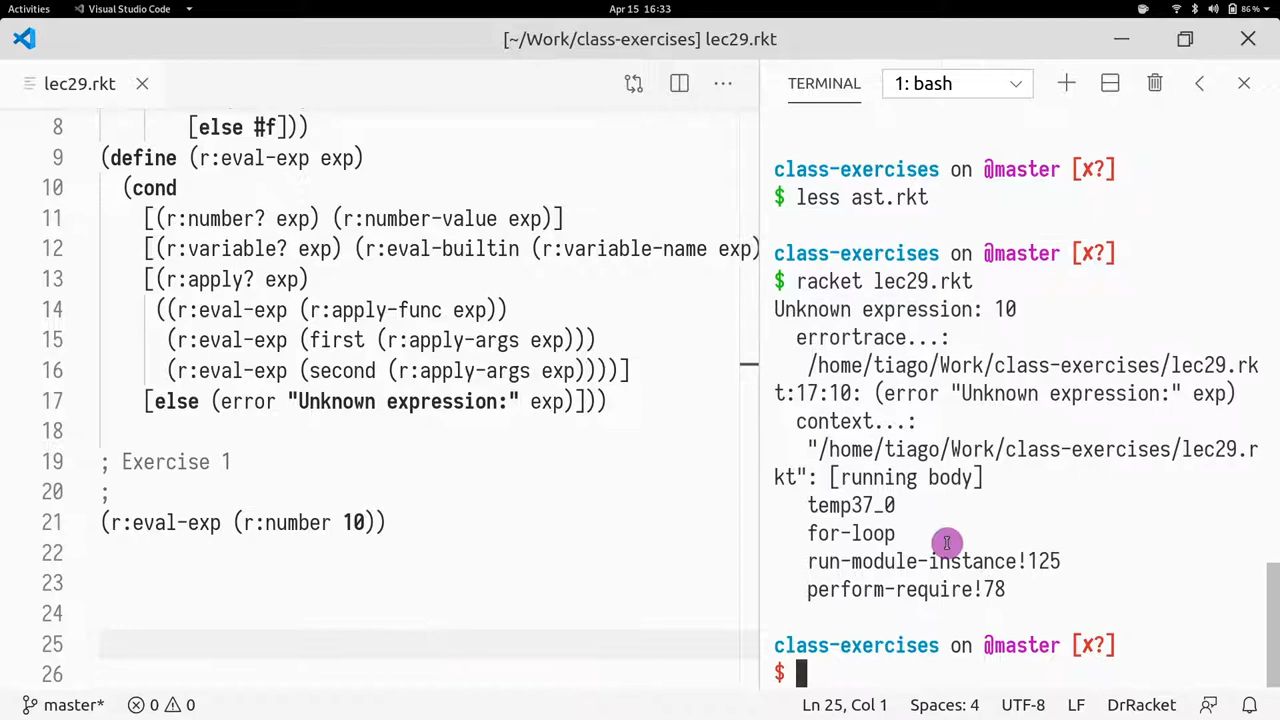 Activities Visual Studio Code Apr 15 16:33 86 %
[~/Work/class-exercises] lec29.rkt
lec29.rkt
8 [else #f]))
9 (define (r:eval-exp exp)
10 (cond
11 [(r:number? exp) (r:number-value exp)]
12 [(r:variable? exp) (r:eval-builtin (r:variable-name exp)
13 [(r:apply? exp)
14 ((r:eval-exp (r:apply-func exp))
15 (r:eval-exp (first (r:apply-args exp)))
16 (r:eval-exp (second (r:apply-args exp))))]
17 [else (error "Unknown expression:" exp)]))
18
19 ; Exercise 1
20 ;
21 (r:eval-exp (r:number 10))
22
23
24
25
26
TERMINAL 1: bash
class-exercises on @master [x?]
$ less ast.rkt
class-exercises on @master [x?]
$ racket lec29.rkt
Unknown expression: 10
errortrace...:
/home/tiago/Work/class-exercises/lec29.rk
t:17:10: (error "Unknown expression:" exp)
context...:
"/home/tiago/Work/class-exercises/lec29.r
kt": [running body]
temp37_0
for-loop
run-module-instance!125
perform-require!78
class-exercises on @master [x?]
$
master* 0 0 Ln 25, Col 1 Spaces: 4 UTF-8 LF DrRacket